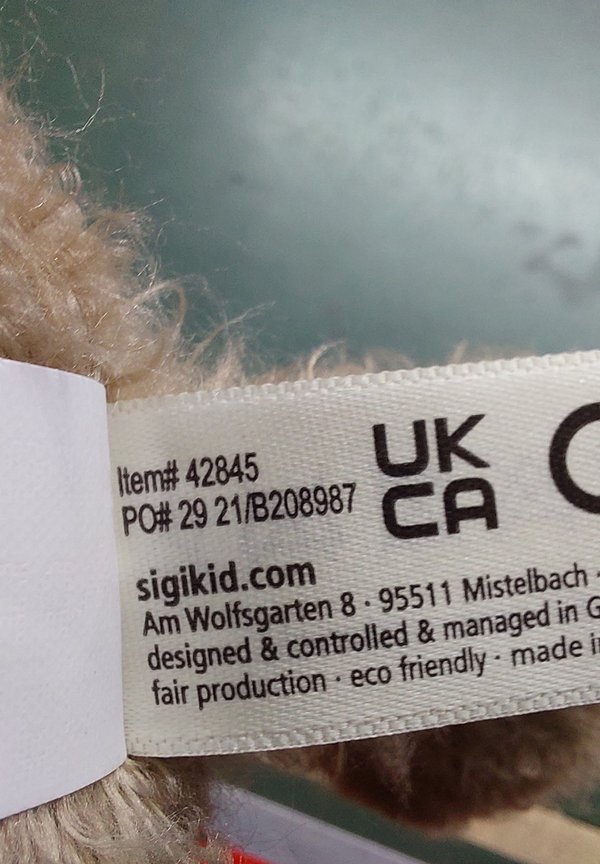 Item# 42845
PO# 29 21/B208987
UK
CA
sigikid.com
Am Wolfsgarten 8 · 95511 Mistelbach ·
designed & controlled & managed in G
fair production · eco friendly · made i